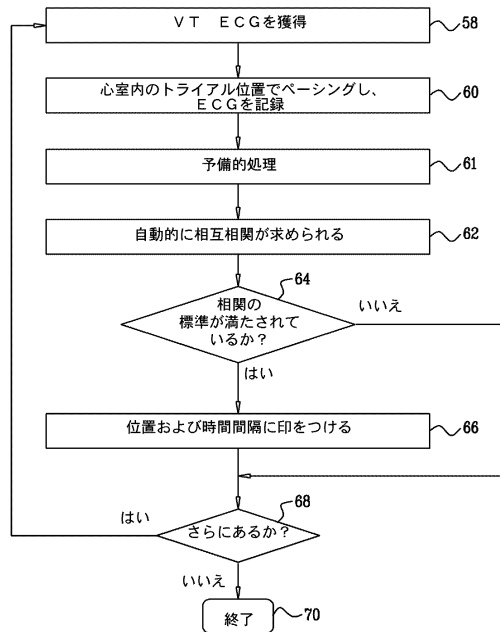 ＶＴ　ＥＣＧを獲得
58
心室内のトライアル位置でペーシングし、
ＥＣＧを記録
60
予備的処理
61
自動的に相互相関が求められる
62
64
相関の
標準が満たされて
いるか？
いいえ
はい
位置および時間間隔に印をつける
66
68
はい
さらにあるか？
いいえ
終了
70